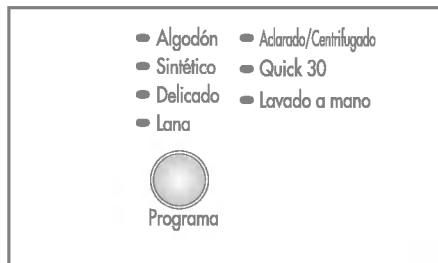 Algodón
Sintético
Delicado
Lana
Aclarado/Centrifugado
Quick 30
Lavado a mano
Programa